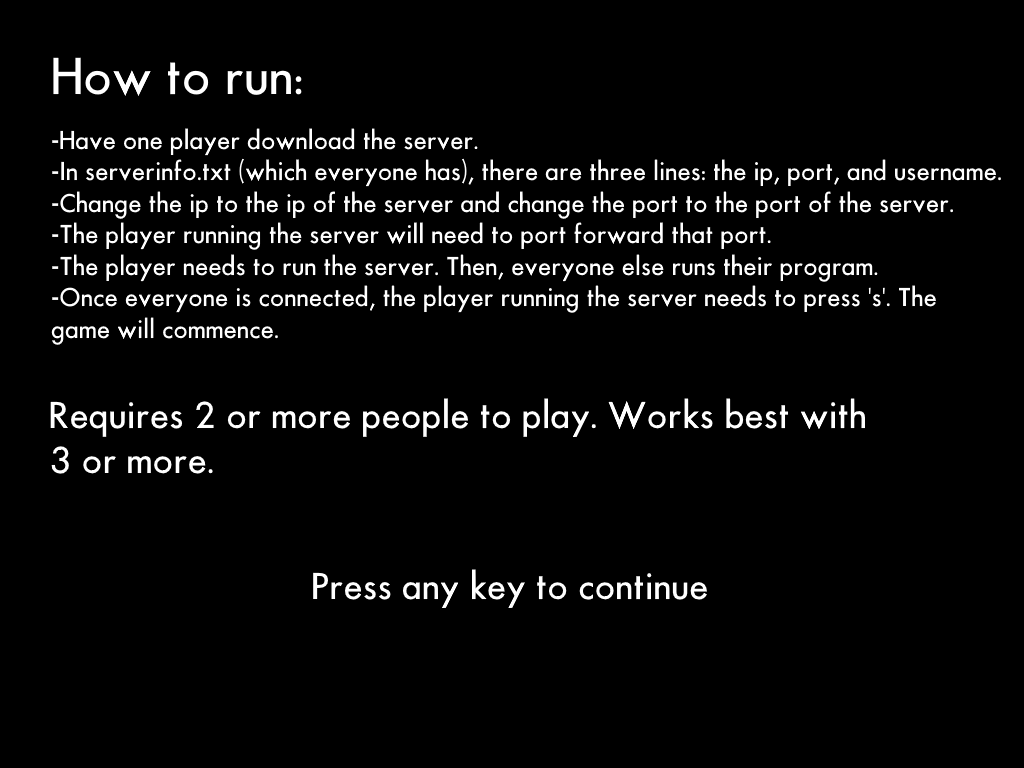 How to run:
-Have one player download the server.
-In serverinfo.txt (which everyone has), there are three lines: the ip, port, and username.
-Change the ip to the ip of the server and change the port to the port of the server.
-The player running the server will need to port forward that port.
-The player needs to run the server. Then, everyone else runs their program.
-Once everyone is connected, the player running the server needs to press 's'. The
game will commence.
Requires 2 or more people to play. Works best with
3 or more.
Press any key to continue